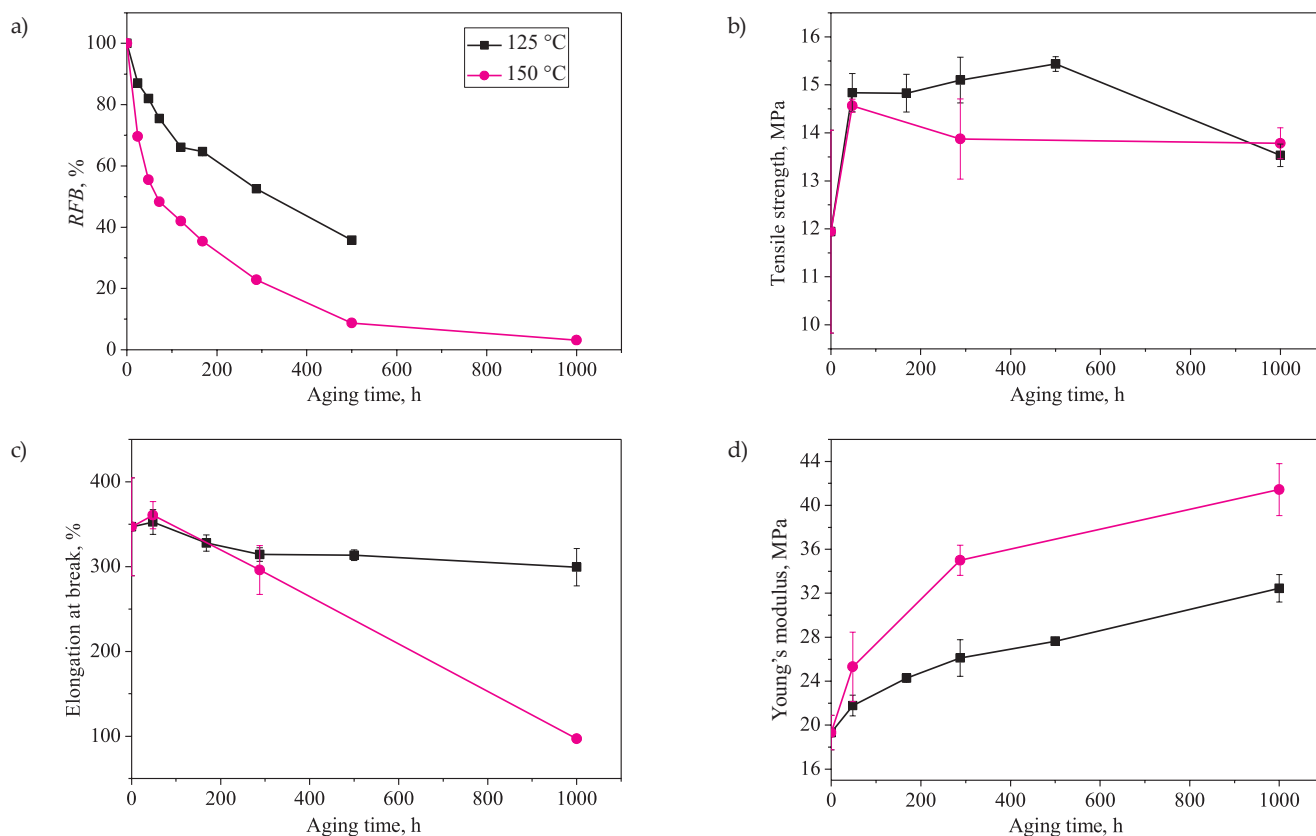 a)
100
80
60
40
20
0
RFB, %
125 °C
150 °C
0 200 400 600 800 1000
Aging time, h
b)
16
15
14
13
12
11
10
Tensile strength, MPa
0 200 400 600 800 1000
Aging time, h
c)
400
300
200
100
Elongation at break, %
0 200 400 600 800 1000
Aging time, h
d)
44
40
36
32
28
24
20
16
Young's modulus, MPa
0 200 400 600 800 1000
Aging time, h